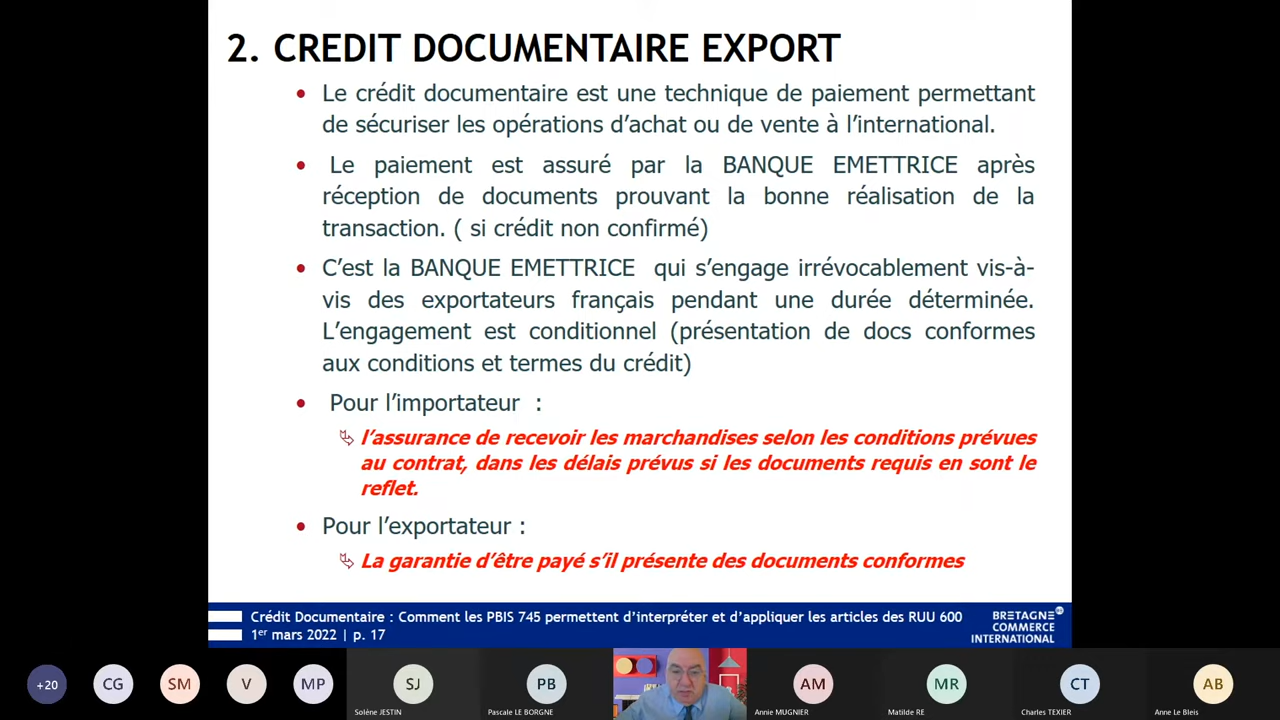 2. CREDIT DOCUMENTAIRE EXPORT
• Le crédit documentaire est une technique de paiement permettant
de sécuriser les opérations d’achat ou de vente à l’international.
• Le paiement est assuré par la BANQUE EMETTRICE après
réception de documents prouvant la bonne réalisation de la
transaction. ( si crédit non confirmé)
• C’est la BANQUE EMETTRICE qui s’engage irrévocablement vis-à-
vis des exportateurs français pendant une durée déterminée.
L’engagement est conditionnel (présentation de docs conformes
aux conditions et termes du crédit)
• Pour l’importateur :
l’assurance de recevoir les marchandises selon les conditions prévues
au contrat, dans les délais prévus si les documents requis en sont le
reflet.
• Pour l’exportateur :
La garantie d’être payé s’il présente des documents conformes
Crédit Documentaire : Comment les PBIS 745 permettent d’interpréter et d’appliquer les articles des RUU 600
1er mars 2022 | p. 17
BRETAGNE
COMMERCE
INTERNATIONAL
+20
CG
SM
V
MP
SJ
PB
AM
MR
CT
AB
Solène JESTIN
Pascale LE BORGNE
Annie MUGNIER
Matilde RE
Charles TEXIER
Anne Le Bleis